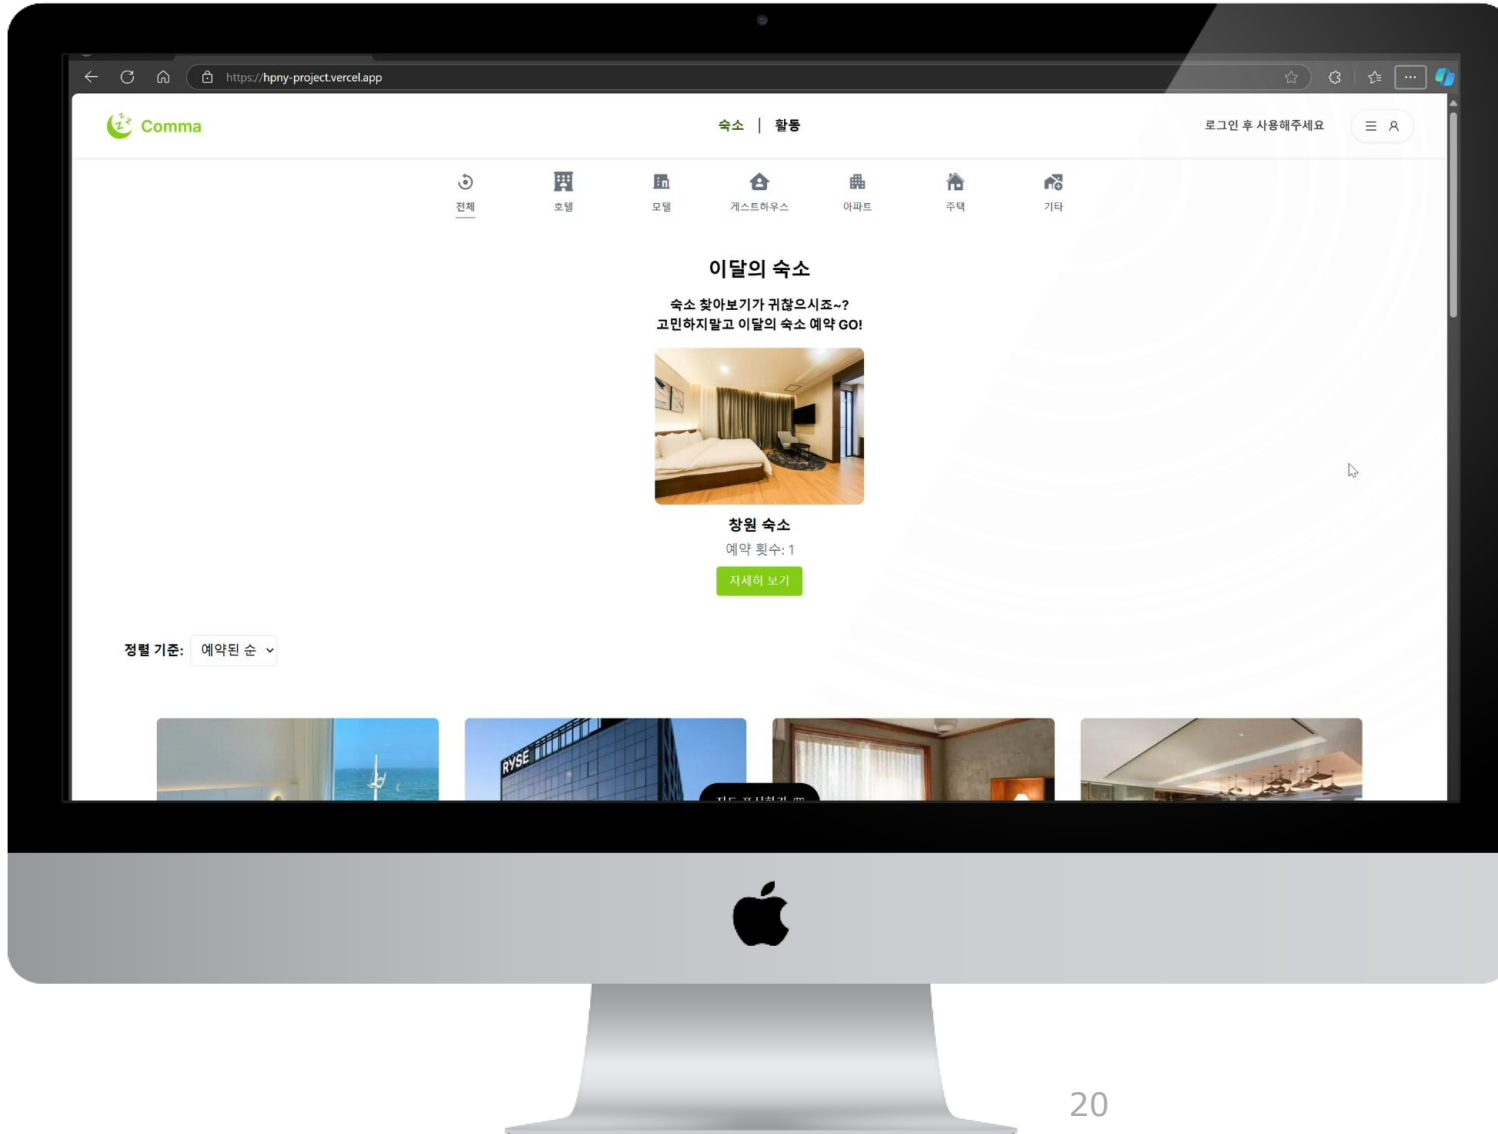 https://hpny-project.vercel.app
Comma
숙소 | 활동
로그인 후 사용해주세요
전체 호텔 모텔 게스트하우스 아파트 주택 기타
이달의 숙소
숙소 찾아보기가 귀찮으시죠~?
고민하지말고 이달의 숙소 예약 GO!
창원 숙소
예약 횟수: 1
자세히 보기
정렬 기준: 예약된 순
RYSE
20